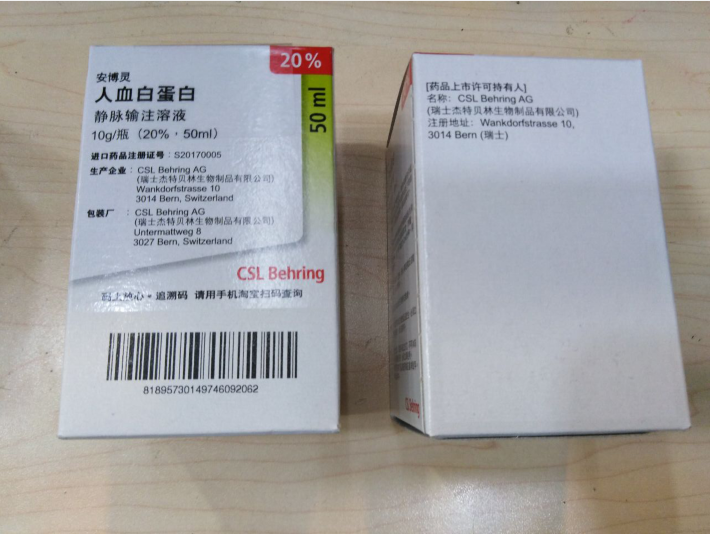 20%
50 ml
安博灵
人血白蛋白
静脉输注溶液
10g/瓶（20%，50ml）
进口药品注册证号：S20170005
生产企业：CSL Behring AG
(瑞士杰特贝林生物制品有限公司)
Wankdorfstrasse 10
3014 Bern, Switzerland
包装厂：CSL Behring AG
(瑞士杰特贝林生物制品有限公司)
Untermattweg 8
3027 Bern, Switzerland
CSL Behring
码上放心·追溯码 请用手机淘宝扫码查询
81895730149746092062
[药品上市许可持有人]
名称：CSL Behring AG
(瑞士杰特贝林生物制品有限公司)
注册地址：Wankdorfstrasse 10,
3014 Bern (瑞士)
CSL Behring